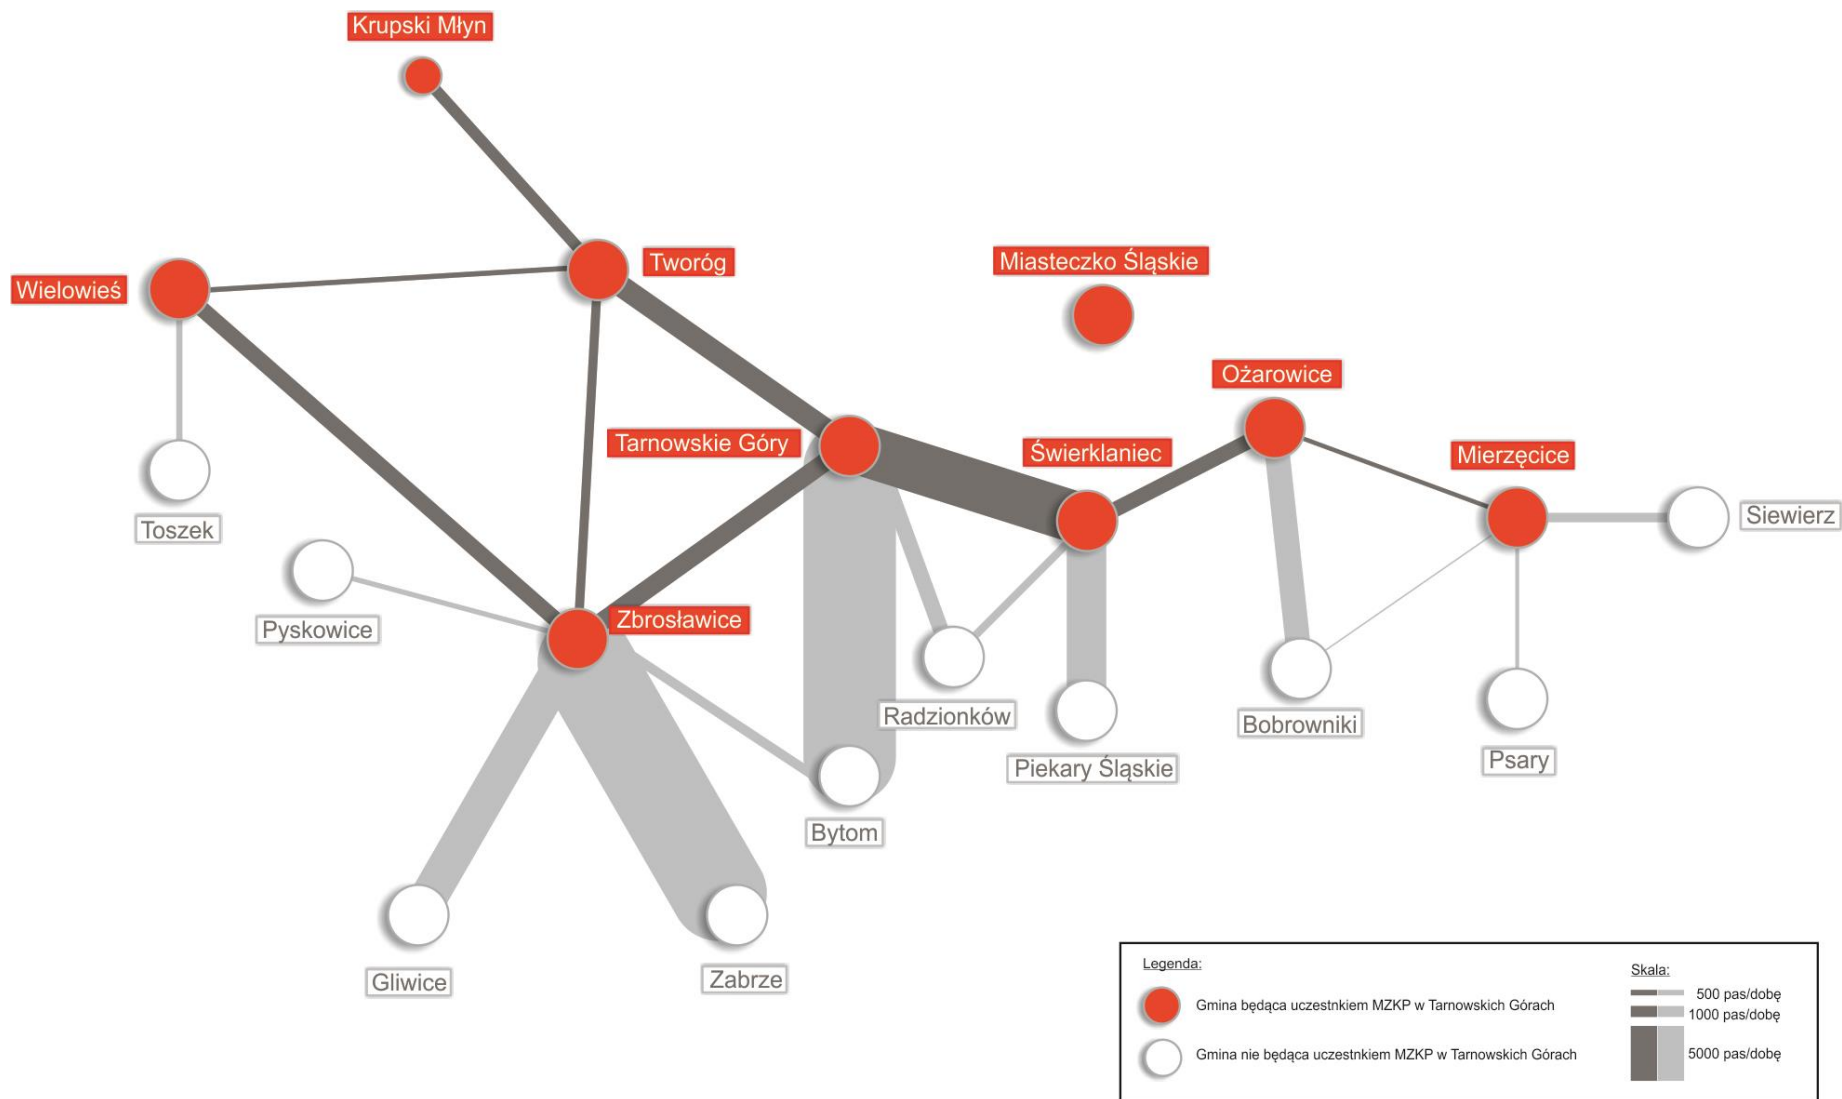 Krupski Młyn
Tworóg
Miasteczko Śląskie
Wielowieś
Ożarowice
Tarnowskie Góry
Świerklaniec
Mierzęcice
Siewierz
Toszek
Zbrosławice
Pyskowice
Radzionków
Bobrowniki
Piekary Śląskie
Psary
Bytom
Gliwice
Zabrze
Legenda:
Gmina będąca uczestnkiem MZKP w Tarnowskich Górach
Gmina nie będąca uczestnkiem MZKP w Tarnowskich Górach
Skala:
500 pas/dobę
1000 pas/dobę
5000 pas/dobę